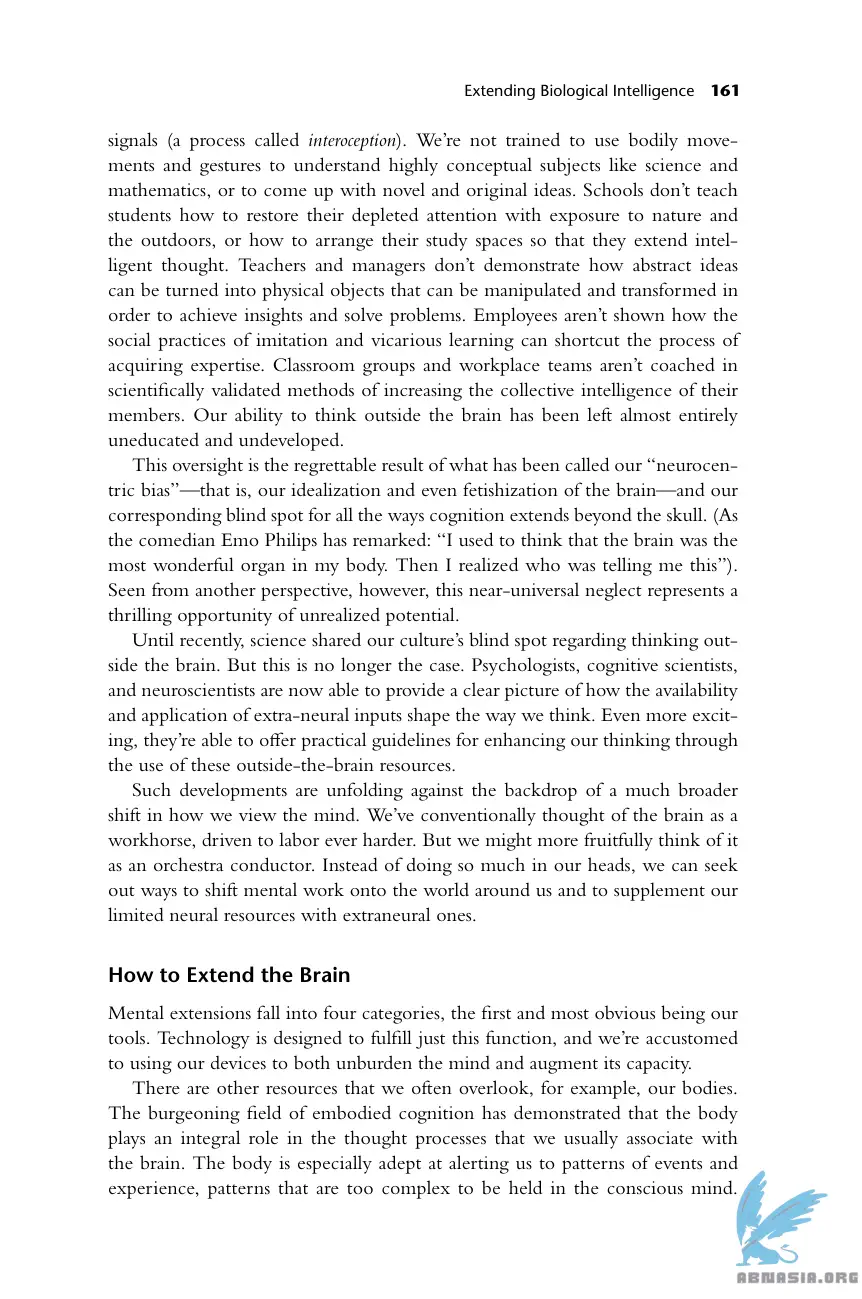 Extending Biological Intelligence 161
signals (a process called interoception). We’re not trained to use bodily move-
ments and gestures to understand highly conceptual subjects like science and
mathematics, or to come up with novel and original ideas. Schools don’t teach
students how to restore their depleted attention with exposure to nature and
the outdoors, or how to arrange their study spaces so that they extend intel-
ligent thought. Teachers and managers don’t demonstrate how abstract ideas
can be turned into physical objects that can be manipulated and transformed in
order to achieve insights and solve problems. Employees aren’t shown how the
social practices of imitation and vicarious learning can shortcut the process of
acquiring expertise. Classroom groups and workplace teams aren’t coached in
scientifically validated methods of increasing the collective intelligence of their
members. Our ability to think outside the brain has been left almost entirely
uneducated and undeveloped.
This oversight is the regrettable result of what has been called our “neurocen-
tric bias”—that is, our idealization and even fetishization of the brain—and our
corresponding blind spot for all the ways cognition extends beyond the skull. (As
the comedian Emo Philips has remarked: “I used to think that the brain was the
most wonderful organ in my body. Then I realized who was telling me this”).
Seen from another perspective, however, this near-universal neglect represents a
thrilling opportunity of unrealized potential.
Until recently, science shared our culture’s blind spot regarding thinking out-
side the brain. But this is no longer the case. Psychologists, cognitive scientists,
and neuroscientists are now able to provide a clear picture of how the availability
and application of extra-neural inputs shape the way we think. Even more excit-
ing, they’re able to offer practical guidelines for enhancing our thinking through
the use of these outside-the-brain resources.
Such developments are unfolding against the backdrop of a much broader
shift in how we view the mind. We’ve conventionally thought of the brain as a
workhorse, driven to labor ever harder. But we might more fruitfully think of it
as an orchestra conductor. Instead of doing so much in our heads, we can seek
out ways to shift mental work onto the world around us and to supplement our
limited neural resources with extraneural ones.
How to Extend the Brain
Mental extensions fall into four categories, the first and most obvious being our
tools. Technology is designed to fulfill just this function, and we’re accustomed
to using our devices to both unburden the mind and augment its capacity.
There are other resources that we often overlook, for example, our bodies.
The burgeoning field of embodied cognition has demonstrated that the body
plays an integral role in the thought processes that we usually associate with
the brain. The body is especially adept at alerting us to patterns of events and
experience, patterns that are too complex to be held in the conscious mind.
ABNASIA.ORG